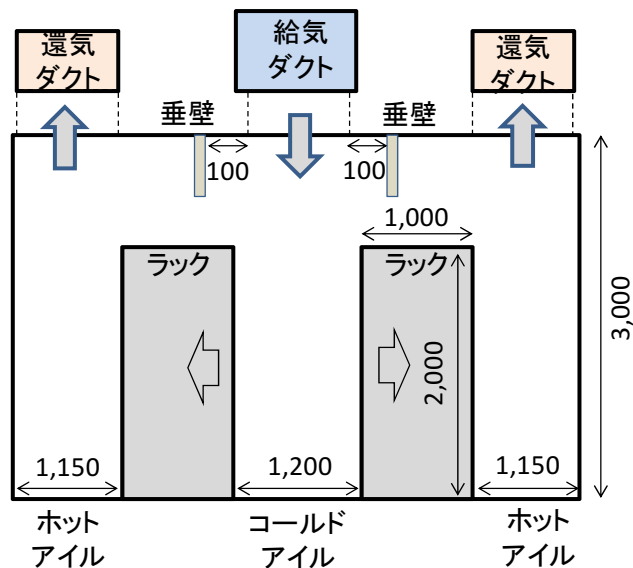 還気
ダクト
給気
ダクト
還気
ダクト
垂壁
垂壁
100
100
1,000
ラック
ラック
2,000
3,000
1,150
1,200
1,150
ホット
アイル
コールド
アイル
ホット
アイル